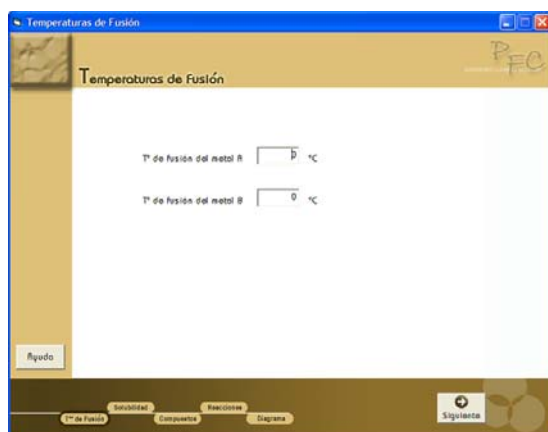 Temperaturas de Fusión
PFC
Temperaturas de Fusión
Tª de fusión del metal A 0 ºC
Tª de fusión del metal B 0 ºC
Ayuda
Solubilidad Reacciones
Tªˢ de Fusión Compuestos Diagrama
Siguiente